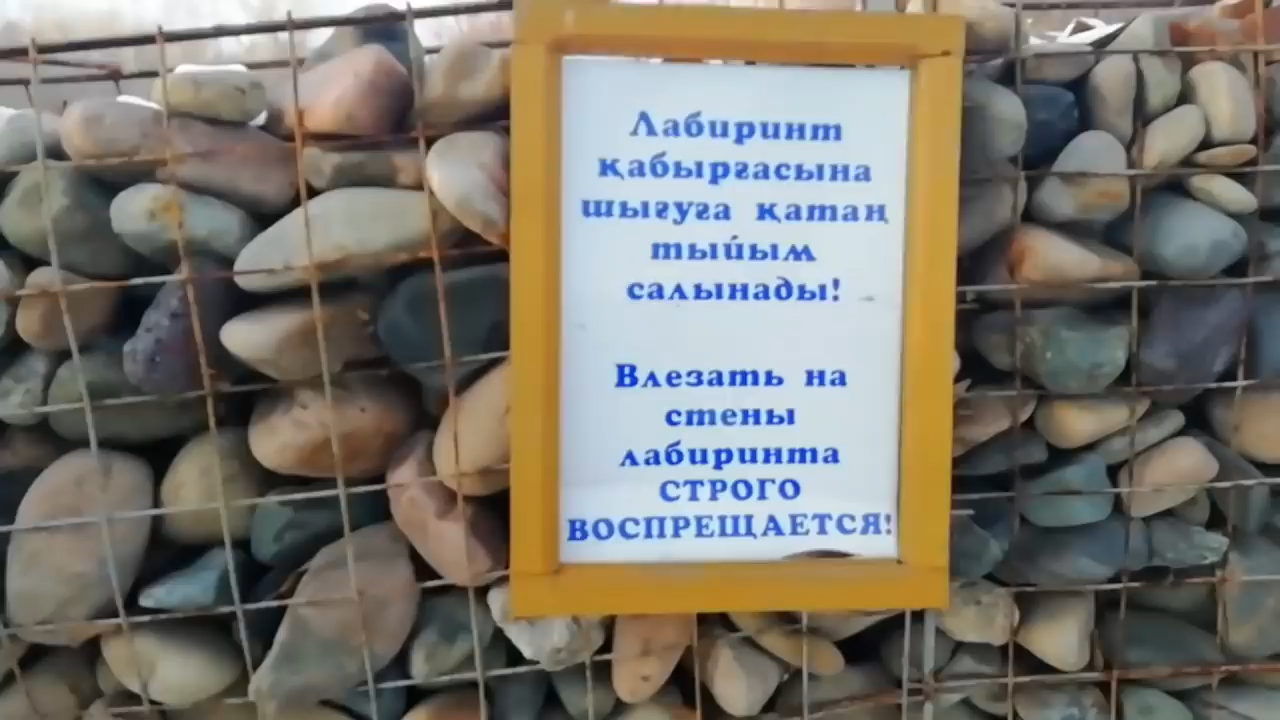 Лабиринт
қабырғасына
шығуға қатаң
тыйым
салынады!
Влезать на
стены
лабиринта
СТРОГО
ВОСПРЕЩАЕТСЯ!